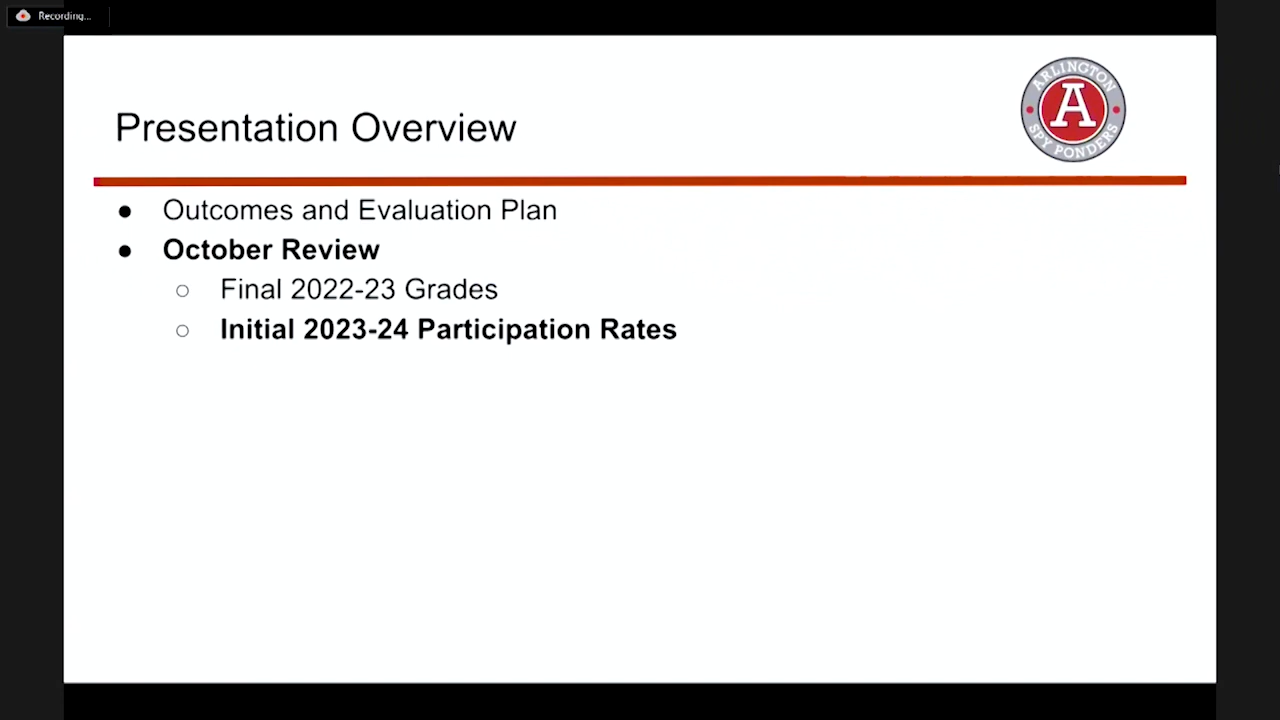 Recording...
ARLINGTON
A
SPY PONDERS
Presentation Overview
● Outcomes and Evaluation Plan
● October Review
○ Final 2022-23 Grades
○ Initial 2023-24 Participation Rates